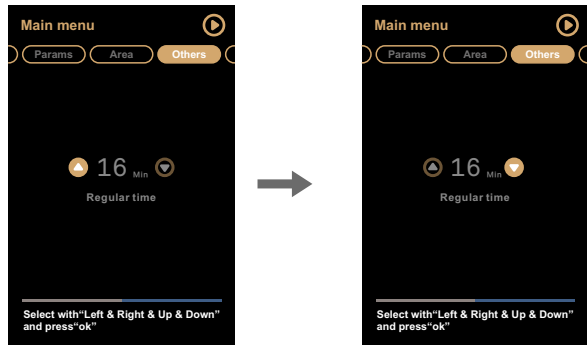 Main menu
Params Area Others
16 Min
Regular time
Select with“Left & Right & Up & Down”
and press“ok”
Main menu
Params Area Others
16 Min
Regular time
Select with“Left & Right & Up & Down”
and press“ok”